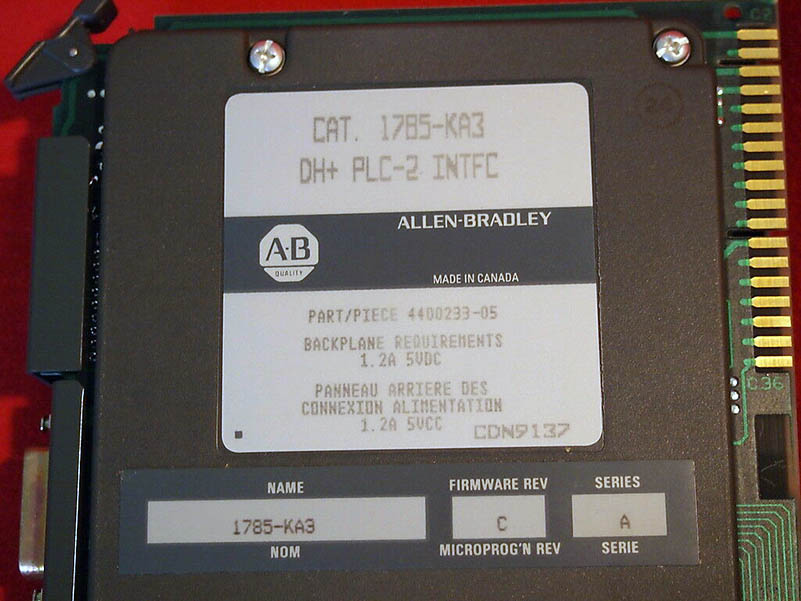 C2
CAT. 1785-KA3
DH+ PLC-2 INTFC
ALLEN-BRADLEY
A·B
QUALITY
MADE IN CANADA
PART/PIECE 4400233-05
BACKPLANE REQUIREMENTS
1.2A 5VDC
PANNEAU ARRIERE DES
CONNEXION ALIMENTATION
1.2A 5VCC
CDN9137
C36
NAME
FIRMWARE REV
SERIES
1785-KA3
C
A
NOM
MICROPROG'N REV
SERIE